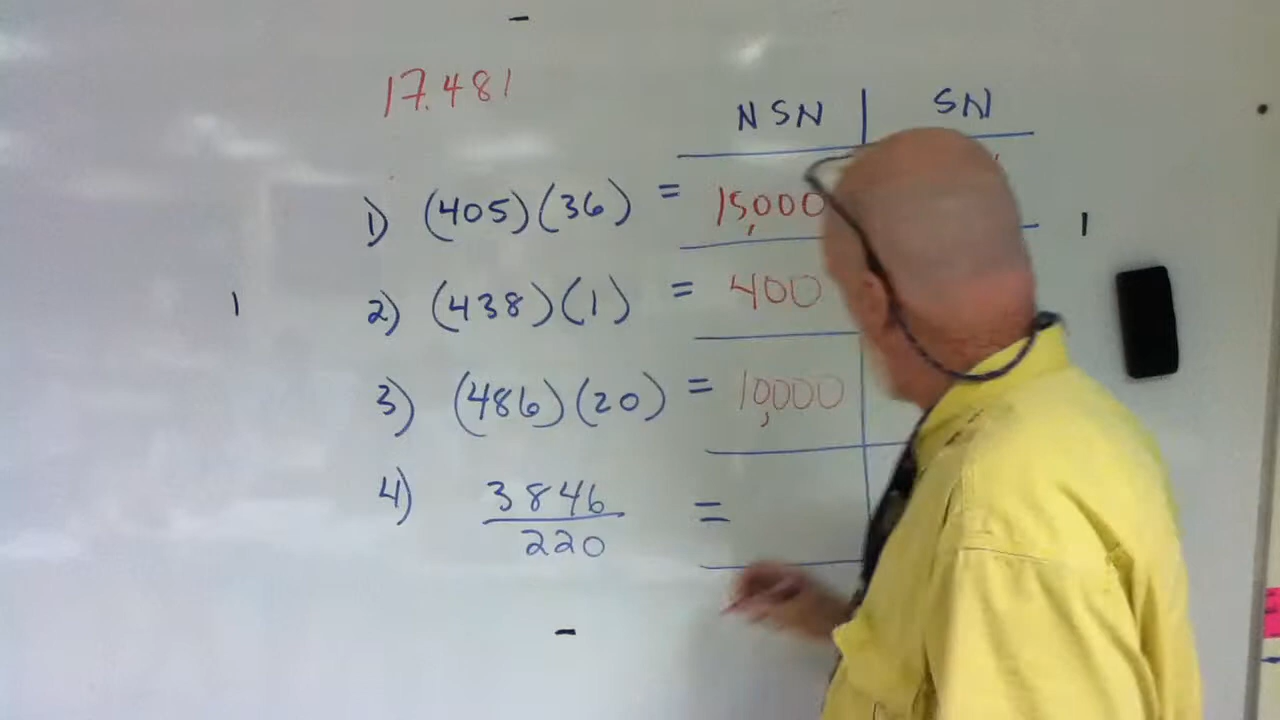 17.481
NSN SN
1) (405)(36) = 15,000
2) (438)(1) = 400
3) (486)(20) = 10,000
4) 3846
220 =